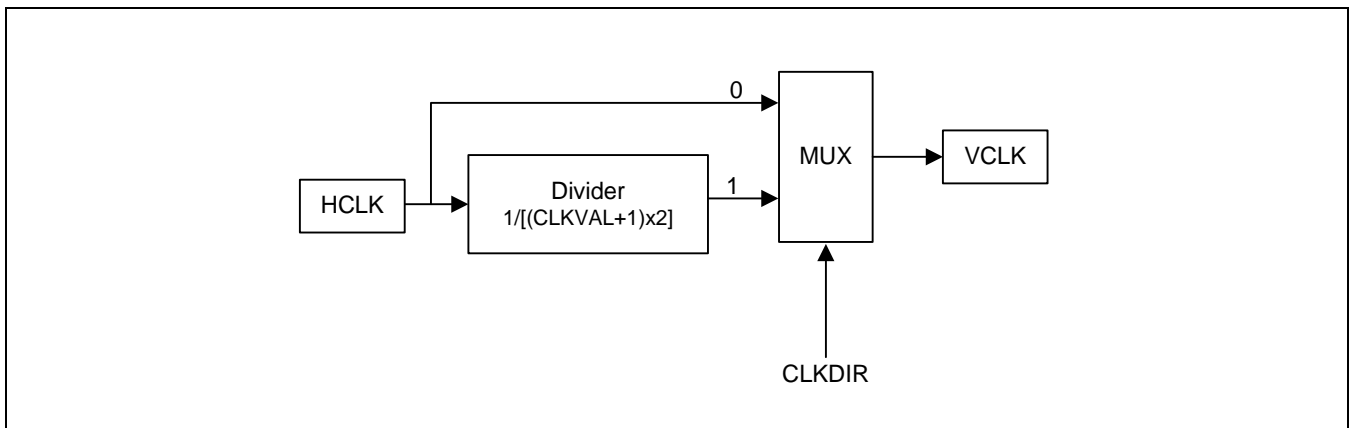 0
MUX
VCLK
HCLK
Divider
1/[(CLKVAL+1)x2]
1
CLKDIR